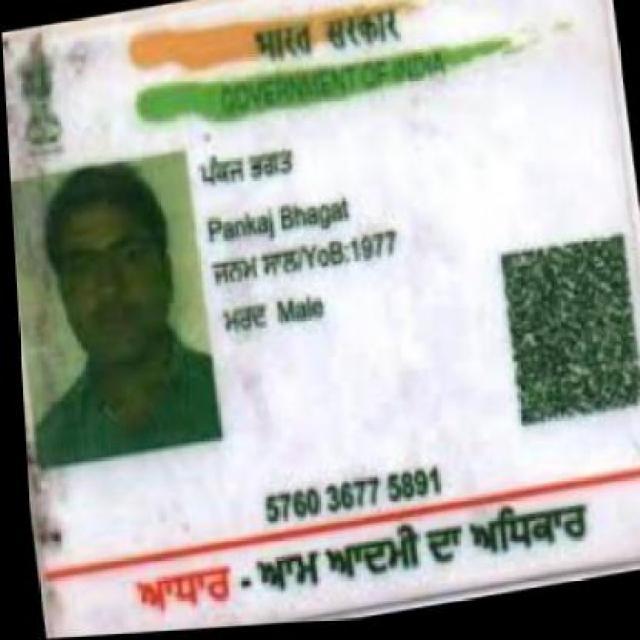 भारत सरकार
GOVERNMENT OF INDIA
ਪੰਕਜ ਭਗਤ
Pankaj Bhagat
ਜਨਮ ਸਾਲ/YoB:1977
ਮਰਦ Male
5760 3677 5891
ਆਧਾਰ - ਆਮ ਆਦਮੀ ਦਾ ਅਧਿਕਾਰ